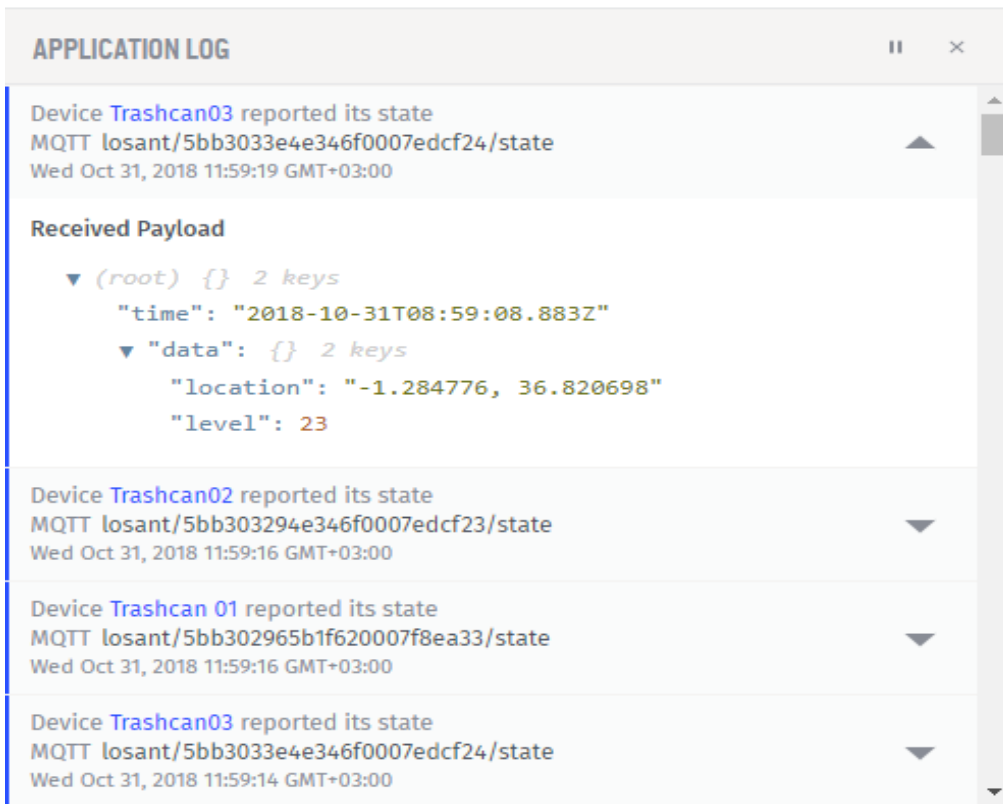 APPLICATION LOG
Device Trashcan03 reported its state
MQTT losant/5bb3033e4e346f0007edcf24/state
Wed Oct 31, 2018 11:59:19 GMT+03:00
Received Payload
(root) {} 2 keys
"time": "2018-10-31T08:59:08.883Z"
"data": {} 2 keys
"location": "-1.284776, 36.820698"
"level": 23
Device Trashcan02 reported its state
MQTT losant/5bb303294e346f0007edcf23/state
Wed Oct 31, 2018 11:59:16 GMT+03:00
Device Trashcan 01 reported its state
MQTT losant/5bb302965b1f620007f8ea33/state
Wed Oct 31, 2018 11:59:16 GMT+03:00
Device Trashcan03 reported its state
MQTT losant/5bb3033e4e346f0007edcf24/state
Wed Oct 31, 2018 11:59:14 GMT+03:00